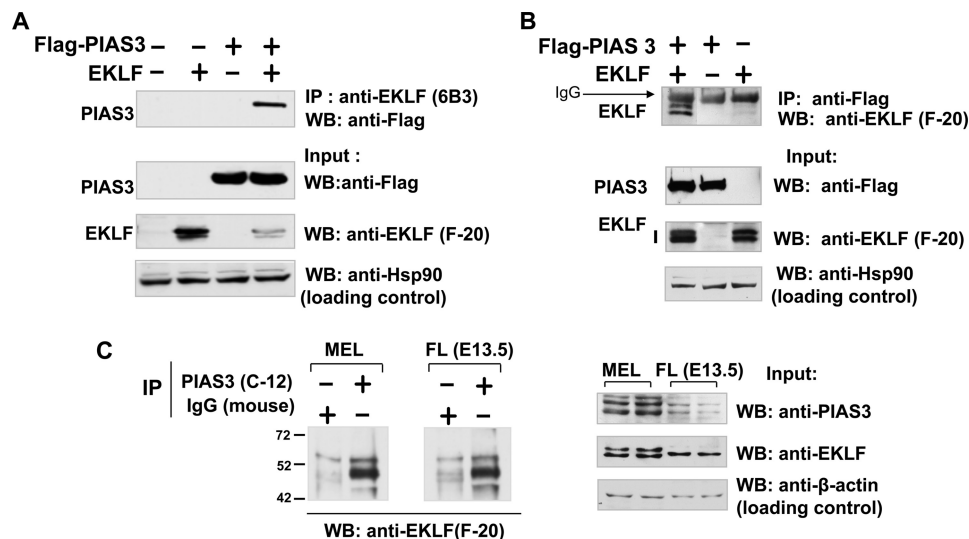 A
Flag-PIAS3 – – + +
EKLF – + – +
PIAS3
IP : anti-EKLF (6B3)
WB: anti-Flag
Input :
PIAS3
WB:anti-Flag
EKLF
WB: anti-EKLF (F-20)
WB: anti-Hsp90
(loading control)
B
Flag-PIAS 3 + + –
EKLF + – +
IgG
EKLF
IP: anti-Flag
WB: anti-EKLF (F-20)
Input:
PIAS3
WB: anti-Flag
EKLF
WB: anti-EKLF (F-20)
WB: anti-Hsp90
(loading control)
C
MEL FL (E13.5)
IP
PIAS3 (C-12) – + – +
IgG (mouse) + – + –
72
52
42
WB: anti-EKLF(F-20)
MEL FL (E13.5) Input:
WB: anti-PIAS3
WB: anti-EKLF
WB: anti-β-actin
(loading control)